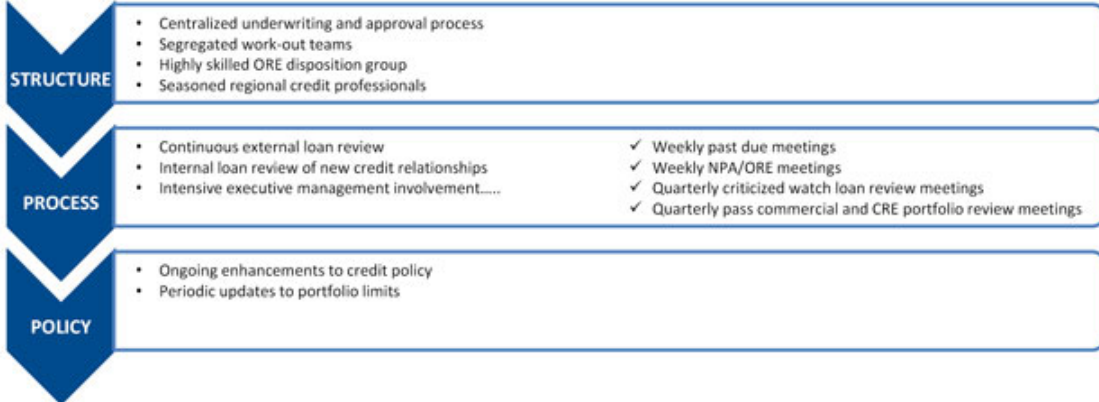 STRUCTURE
• Centralized underwriting and approval process
• Segregated work-out teams
• Highly skilled ORE disposition group
• Seasoned regional credit professionals
PROCESS
• Continuous external loan review
• Internal loan review of new credit relationships
• Intensive executive management involvement…..
✓ Weekly past due meetings
✓ Weekly NPA/ORE meetings
✓ Quarterly criticized watch loan review meetings
✓ Quarterly pass commercial and CRE portfolio review meetings
POLICY
• Ongoing enhancements to credit policy
• Periodic updates to portfolio limits